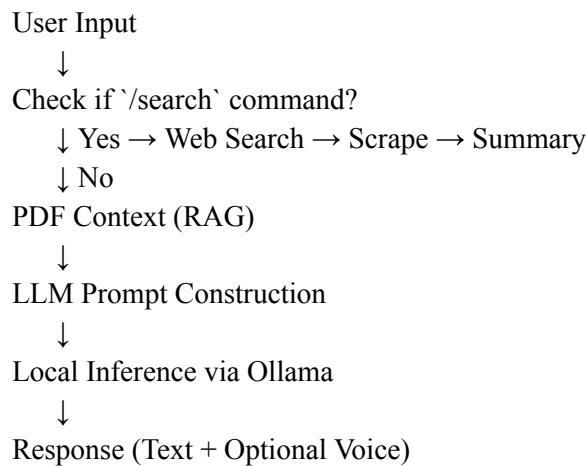 User Input
↓
Check if `/search` command?
↓ Yes → Web Search → Scrape → Summary
↓ No
PDF Context (RAG)
↓
LLM Prompt Construction
↓
Local Inference via Ollama
↓
Response (Text + Optional Voice)